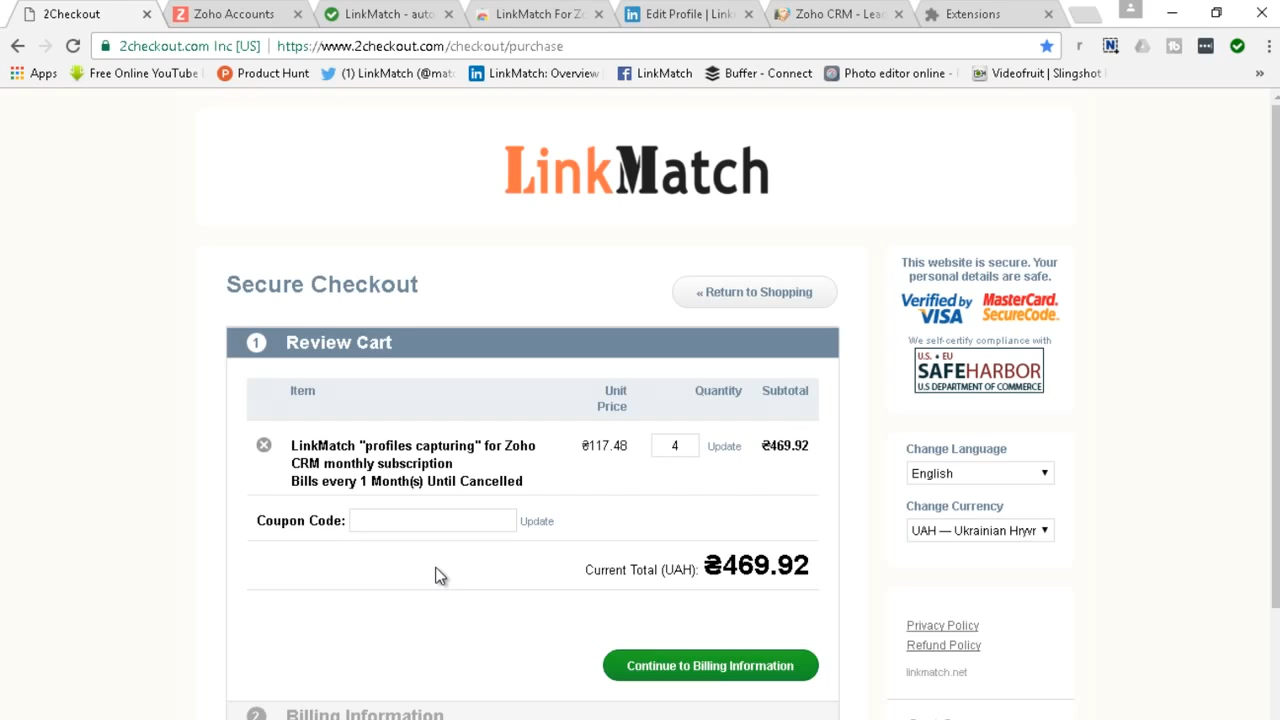 2Checkout
Zoho Accounts
LinkMatch - auto
LinkMatch For Zo
Edit Profile | Link
Zoho CRM - Lea
Extensions
2checkout.com Inc [US]
https://www.2checkout.com/checkout/purchase
Apps
Free Online YouTube
Product Hunt
(1) LinkMatch (@mat
LinkMatch: Overview
LinkMatch
Buffer - Connect
Photo editor online -
Videofruit | Slingshot
»
LinkMatch
Secure Checkout
« Return to Shopping
1 Review Cart
Item
Unit Price
Quantity
Subtotal
LinkMatch "profiles capturing" for Zoho
CRM monthly subscription
Bills every 1 Month(s) Until Cancelled
₴117.48
4
Update
₴469.92
Coupon Code:
Update
Current Total (UAH): ₴469.92
Continue to Billing Information
2 Billing Information
This website is secure. Your
personal details are safe.
Verified by
VISA
MasterCard.
SecureCode.
We self-certify compliance with
U.S. • EU
SAFEHARBOR
U.S DEPARTMENT OF COMMERCE
Change Language
English
Change Currency
UAH — Ukrainian Hryvr
Privacy Policy
Refund Policy
linkmatch.net